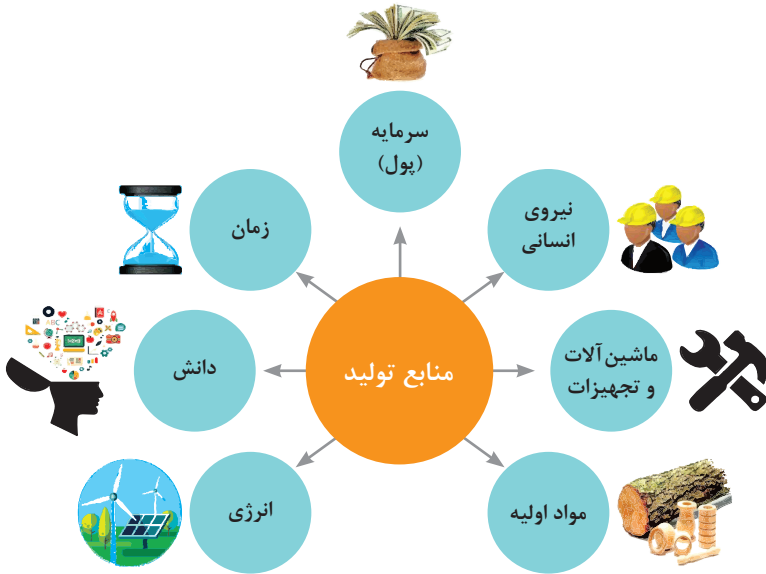 سرمایه
(پول)
نیروی
انسانی
زمان
ماشین‌آلات
و تجهیزات
منابع تولید
دانش
مواد اولیه
انرژی